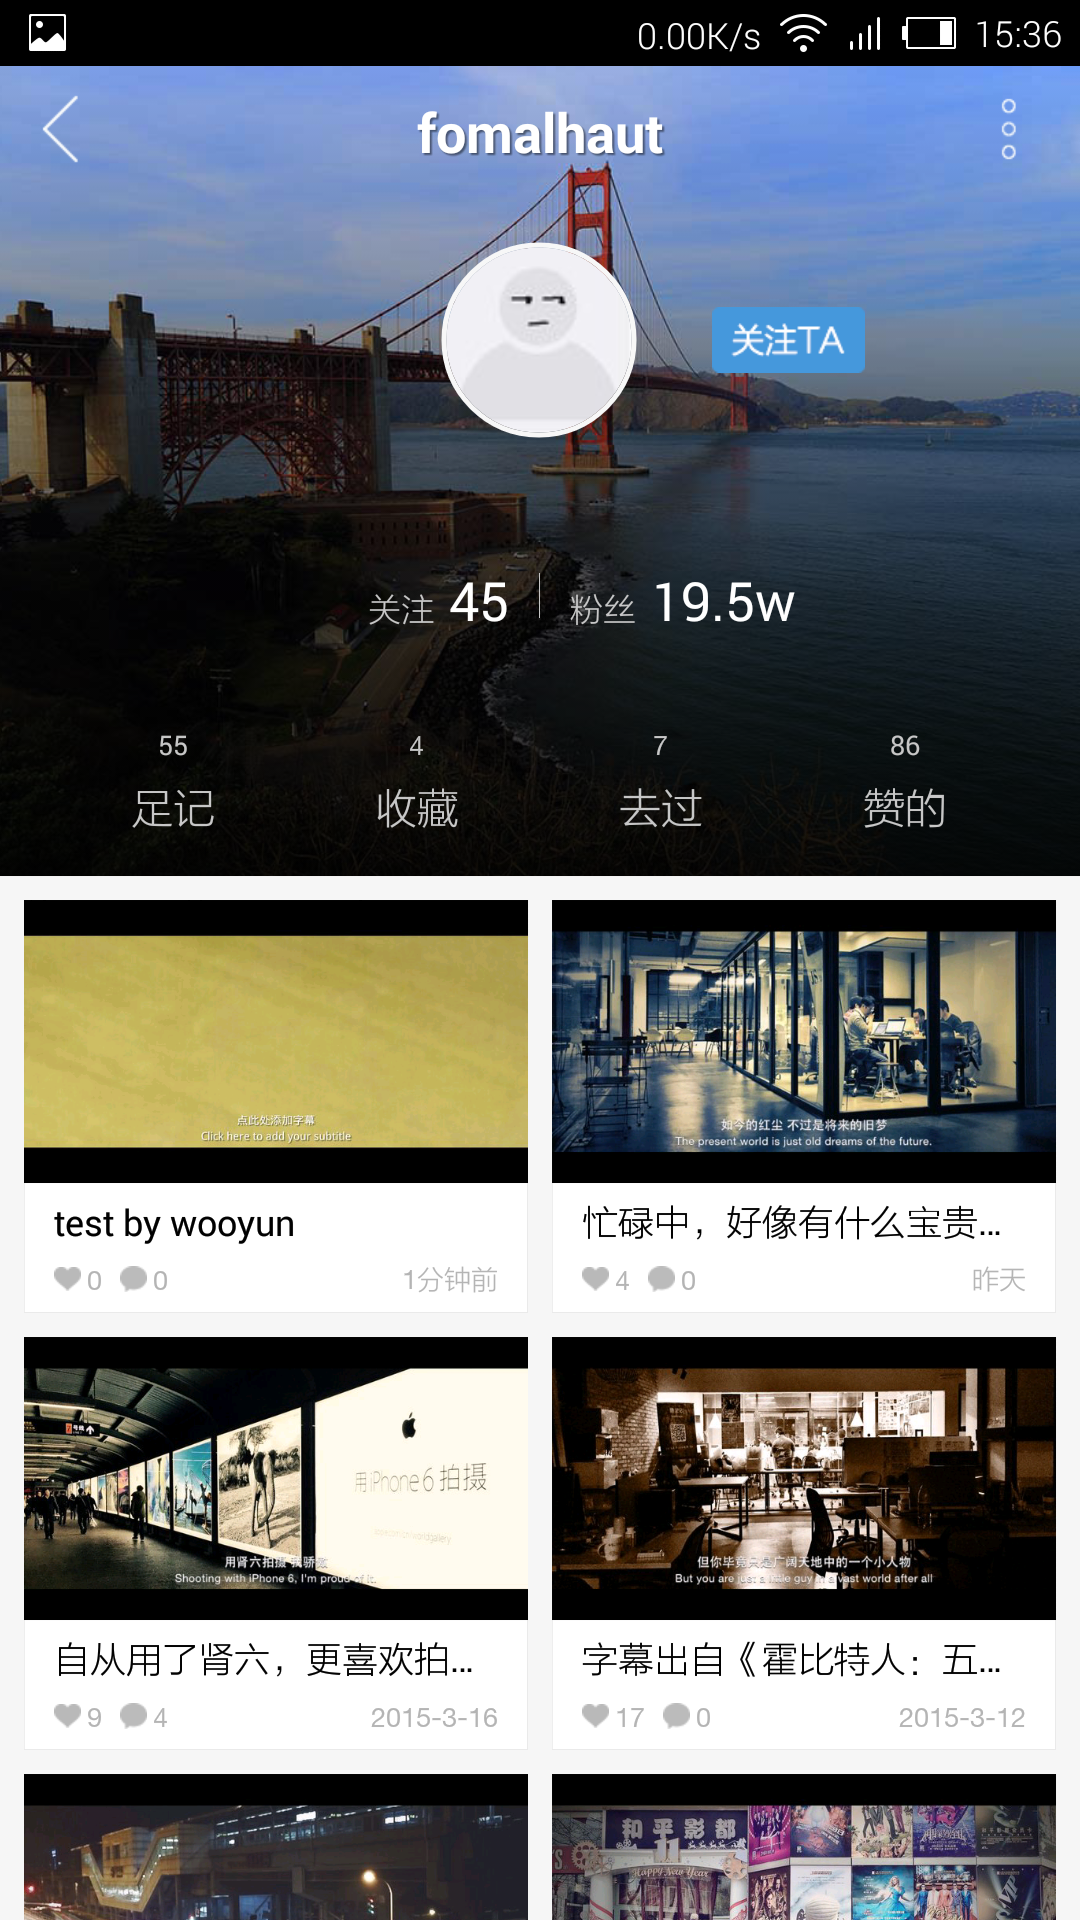 0.00K/s 15:36
fomalhaut
关注TA
关注 45 粉丝 19.5w
55 4 7 86
足记 收藏 去过 赞的
点此处添加字幕
Click here to add your subtitle
如今的红尘 不过是将来的旧梦
The present world is just old dreams of the future.
test by wooyun
忙碌中，好像有什么宝贵...
0 0 1分钟前
4 0 昨天
用iPhone 6 拍摄
用肾六拍摄 我骄傲
Shooting with iPhone 6, I'm proud of it.
但你毕竟只是广阔天地中的一个小人物
But you are just a little guy in a vast world after all
自从用了肾六，更喜欢拍...
字幕出自《霍比特人：五...
9 4 2015-3-16
17 0 2015-3-12
和平影都
Happy New Year